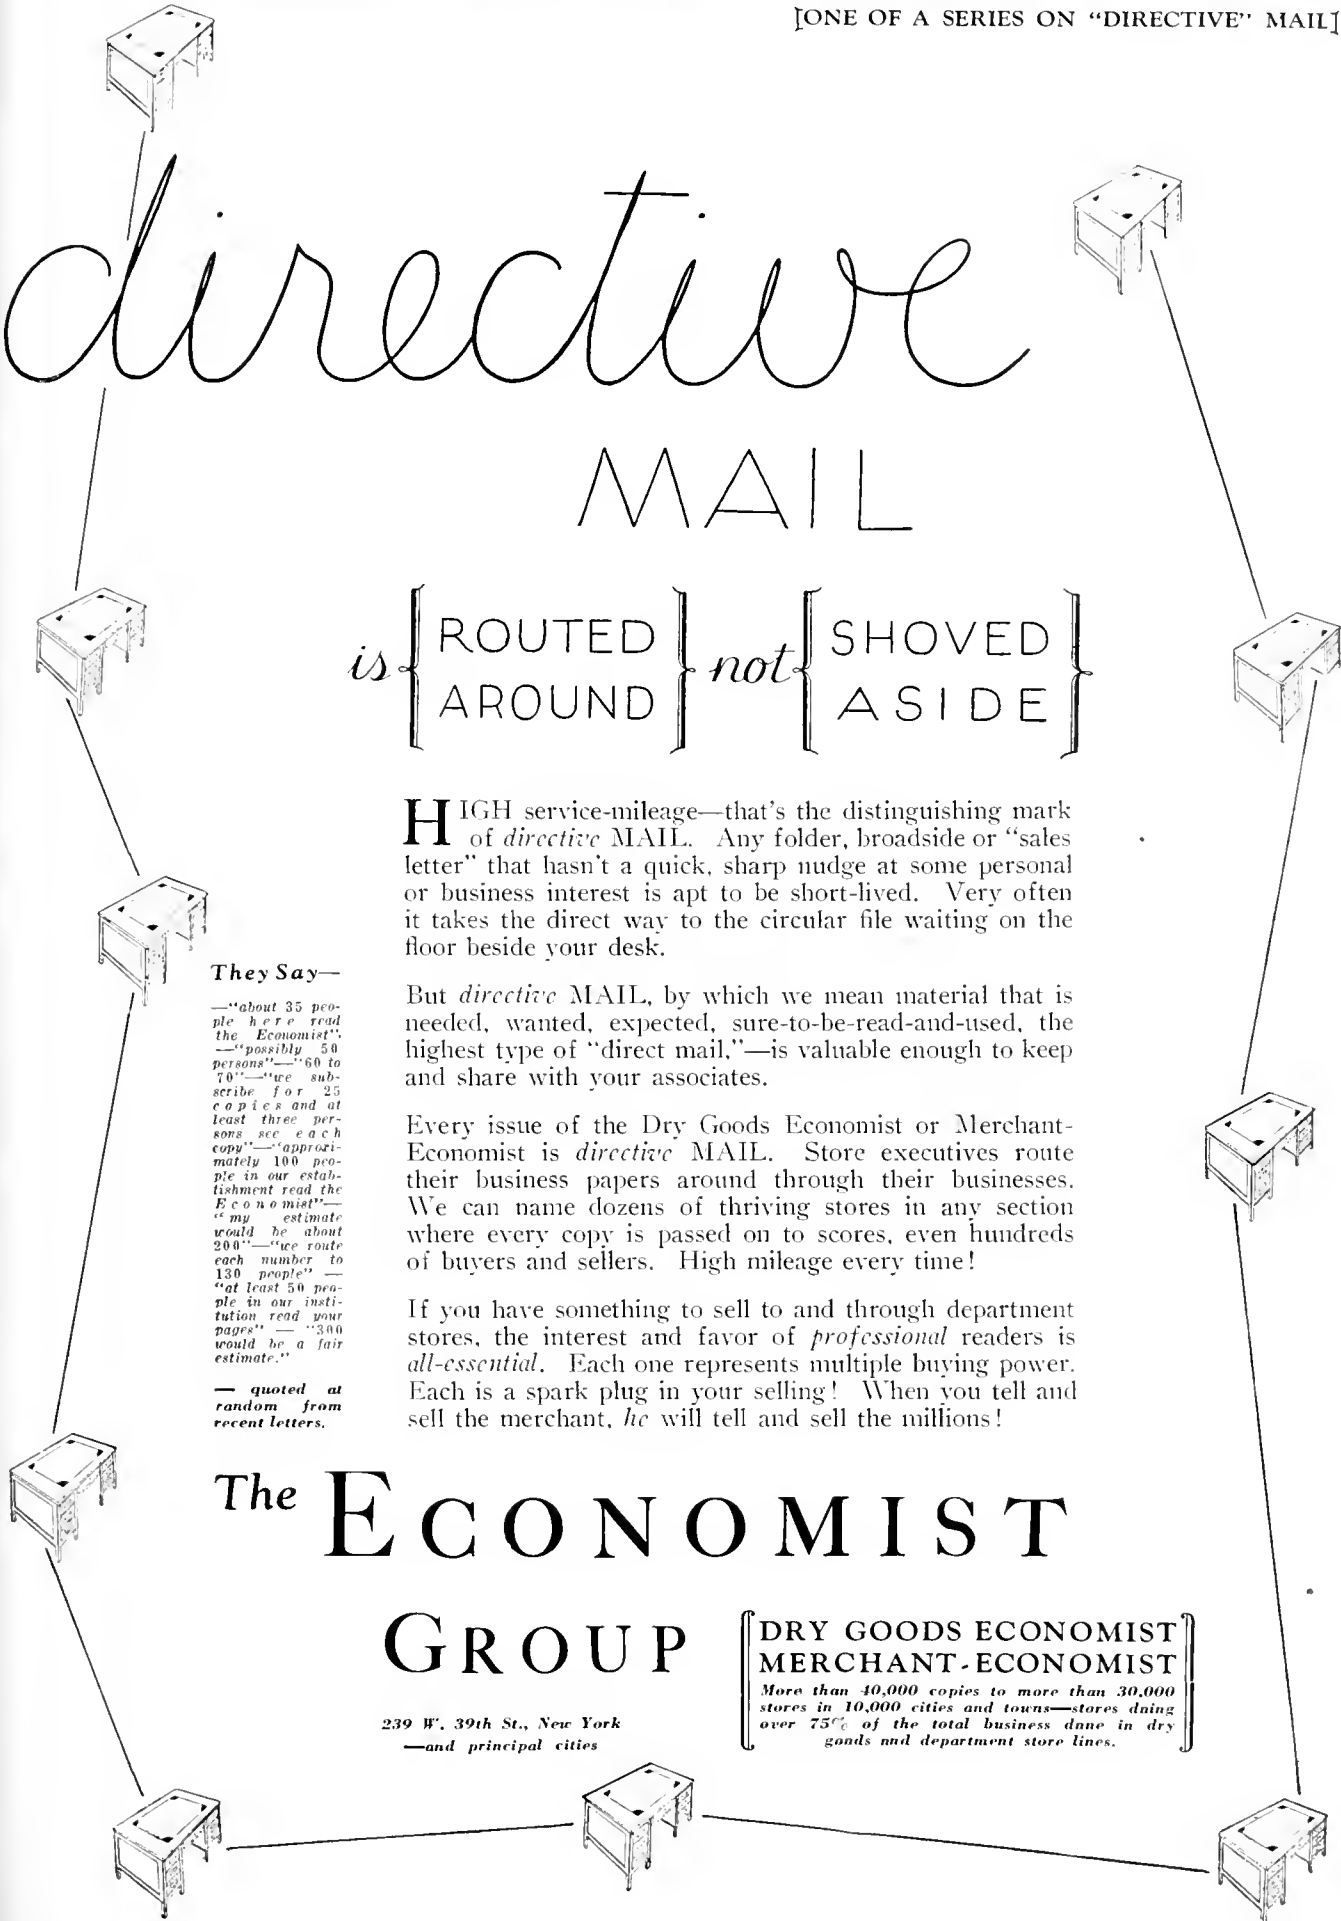 [ONE OF A SERIES ON "DIRECTIVE" MAIL]
directive
MAIL
is {ROUTED AROUND} not {SHOVED ASIDE}
HIGH service-mileage—that's the distinguishing mark
of directive MAIL. Any folder, broadside or "sales
letter" that hasn't a quick, sharp nudge at some personal
or business interest is apt to be short-lived. Very often
it takes the direct way to the circular file waiting on the
floor beside your desk.
But directive MAIL, by which we mean material that is
needed, wanted, expected, sure-to-be-read-and-used, the
highest type of "direct mail,"—is valuable enough to keep
and share with your associates.
Every issue of the Dry Goods Economist or Merchant-
Economist is directive MAIL. Store executives route
their business papers around through their businesses.
We can name dozens of thriving stores in any section
where every copy is passed on to scores, even hundreds
of buyers and sellers. High mileage every time!
If you have something to sell to and through department
stores, the interest and favor of professional readers is
all-essential. Each one represents multiple buying power.
Each is a spark plug in your selling! When you tell and
sell the merchant, he will tell and sell the millions!
They Say—
—"about 35 peo-
ple here read
the Economist".
—"possibly 50
persons"—"60 to
70"—"we sub-
scribe for 25
copies and at
least three per-
sons see each
copy"—"approxi-
mately 100 peo-
ple in our estab-
lishment read the
Economist"—
"my estimate
would be about
200"—"we route
each number to
130 people" —
"at least 50 peo-
ple in our insti-
tution read your
pages" — "300
would be a fair
estimate."
— quoted at
random from
recent letters.
The ECONOMIST
GROUP
239 W. 39th St., New York
—and principal cities
DRY GOODS ECONOMIST
MERCHANT-ECONOMIST
More than 40,000 copies to more than 30,000
stores in 10,000 cities and towns—stores doing
over 75% of the total business done in dry
goods and department store lines.